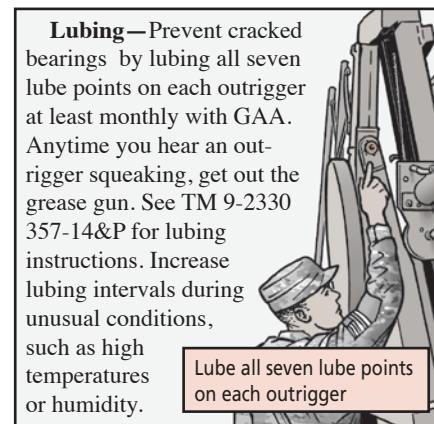 Lubing—Prevent cracked
bearings by lubing all seven
lube points on each outrigger
at least monthly with GAA.
Anytime you hear an out-
rigger squeaking, get out the
grease gun. See TM 9-2330
357-14&P for lubing
instructions. Increase
lubing intervals during
unusual conditions,
such as high
temperatures
or humidity.
Lube all seven lube points
on each outrigger